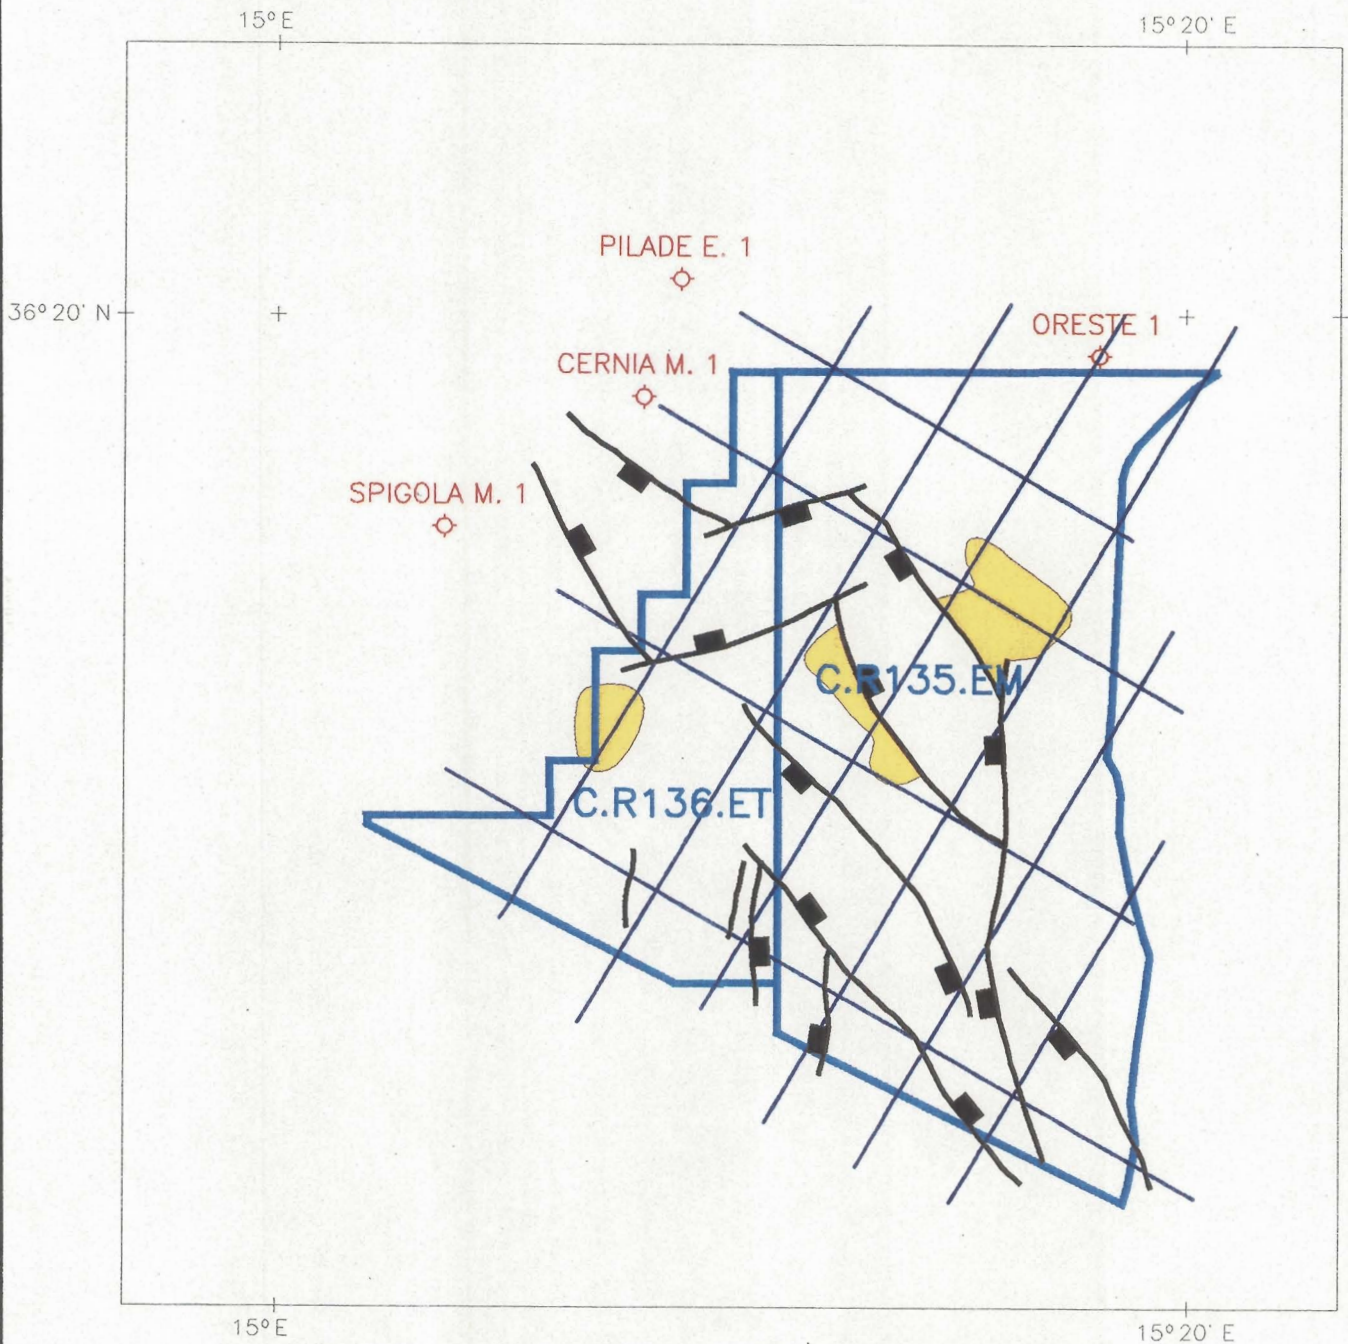 15° E
15° 20' E
PILADE E. 1
36° 20' N
ORESTE 1
CERNIA M. 1
SPIGOLA M. 1
C.R135.EM
C.R136.ET
15° E
15° 20' E